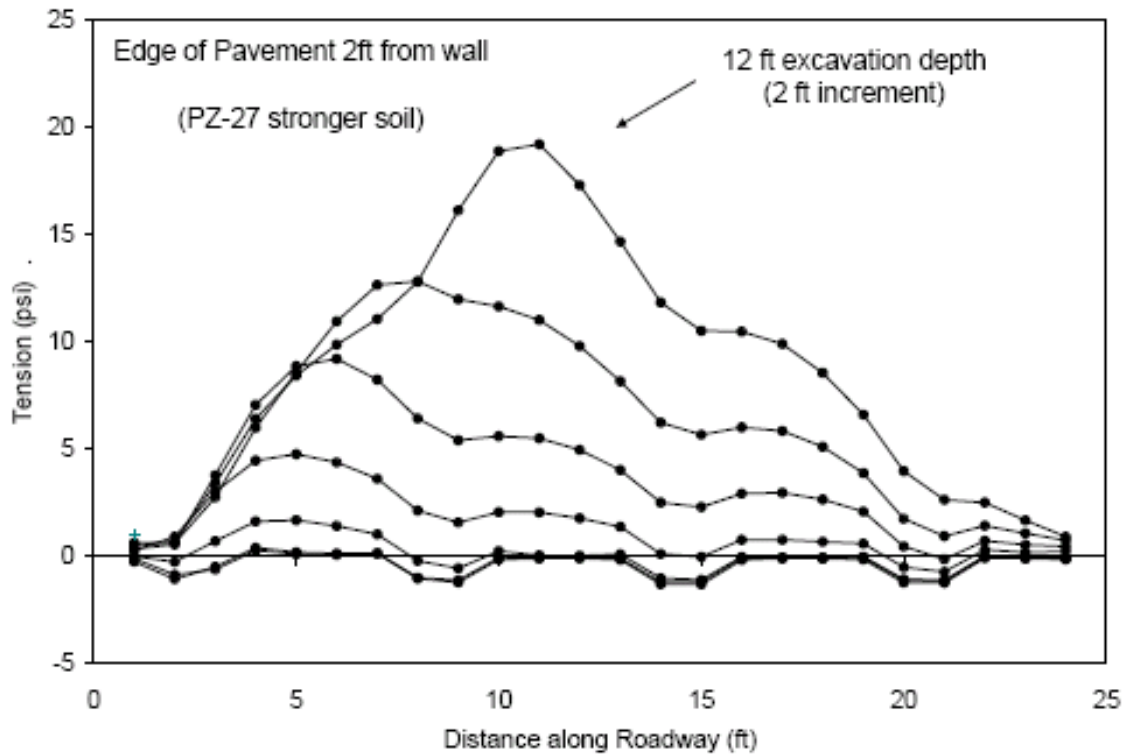 25
Edge of Pavement 2ft from wall
12 ft excavation depth
(2 ft increment)
(PZ-27 stronger soil)
20
15
10
5
0
-5
Tension (psi) .
0 5 10 15 20 25
Distance along Roadway (ft)